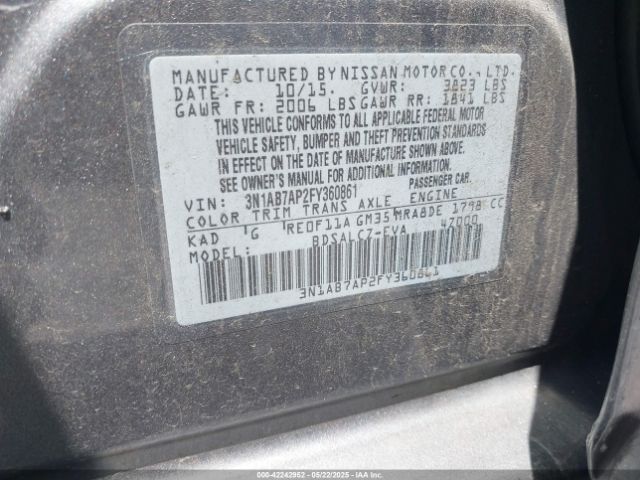 MANUFACTURED BY NISSAN MOTOR CO., LTD.
DATE: 10/15. GVWR: 3823 LBS
GAWR FR: 2006 LBS GAWR RR: 1841 LBS
THIS VEHICLE CONFORMS TO ALL APPLICABLE FEDERAL MOTOR
VEHICLE SAFETY, BUMPER AND THEFT PREVENTION STANDARDS
IN EFFECT ON THE DATE OF MANUFACTURE SHOWN ABOVE.
SEE OWNER'S MANUAL FOR ADDITIONAL INFORMATION.
VIN: 3N1AB7AP2FY360861 PASSENGER CAR.
COLOR TRIM TRANS AXLE ENGINE
KAD G RE0F11A GM35 MRA8DE 1798 CC
MODEL: BDSALCZ-EVA 47000
3N1AB7AP2FY360861
000-42242952 - 05/22/2025 - IAAI.COM